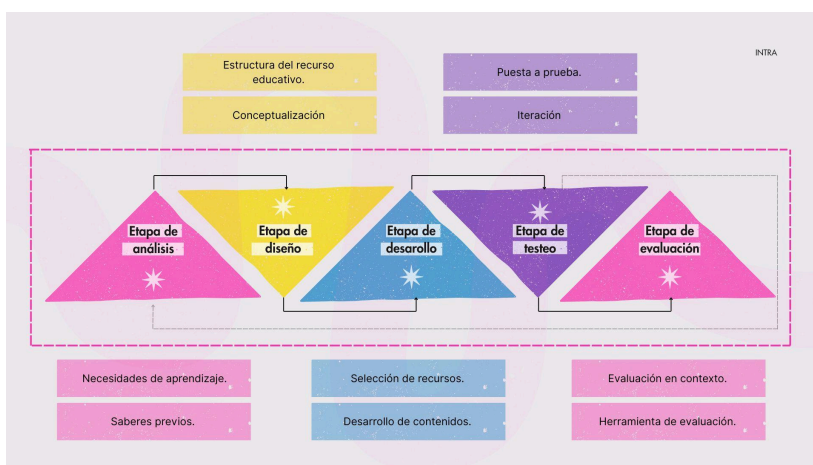 INTRA
Estructura del recurso
educativo.
Puesta a prueba.
Conceptualización
Iteración
Etapa de
análisis
Etapa de
diseño
Etapa de
desarollo
Etapa de
testeo
Etapa de
evaluación
Necesidades de aprendizaje.
Selección de recursos.
Evaluación en contexto.
Saberes previos.
Desarrollo de contenidos.
Herramienta de evaluación.